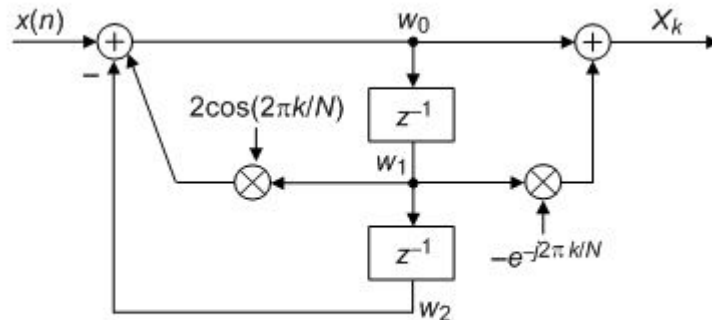 x(n)
+
w₀
+
Xₖ
–
2cos(2πk/N)
z⁻¹
w₁
–e^–j2πk/N
z⁻¹
w₂